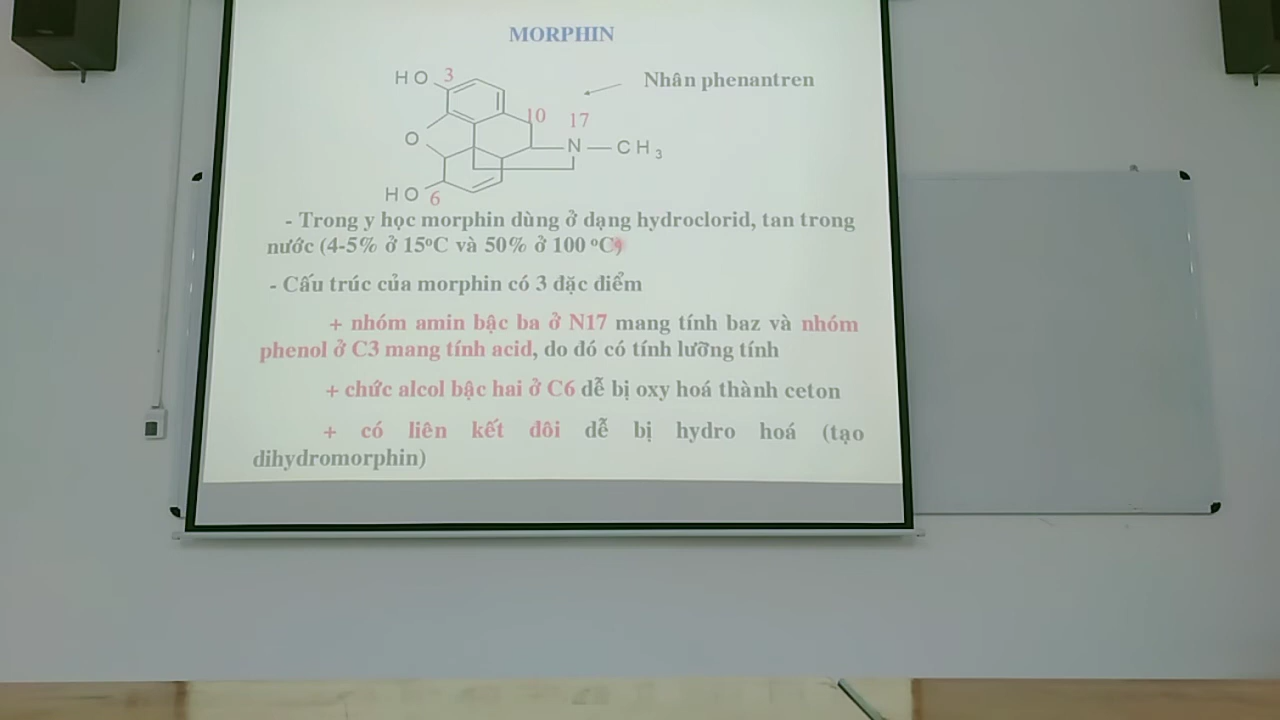 MORPHIN
HO 3
Nhân phenantren
10 17
O
N — CH3
HO 6
- Trong y học morphin dùng ở dạng hydroclorid, tan trong
nước (4-5% ở 15ºC và 50% ở 100 ºC)
- Cấu trúc của morphin có 3 đặc điểm
+ nhóm amin bậc ba ở N17 mang tính baz và nhóm
phenol ở C3 mang tính acid, do đó có tính lưỡng tính
+ chức alcol bậc hai ở C6 dễ bị oxy hoá thành ceton
+ có liên kết đôi dễ bị hydro hoá (tạo
dihydromorphin)